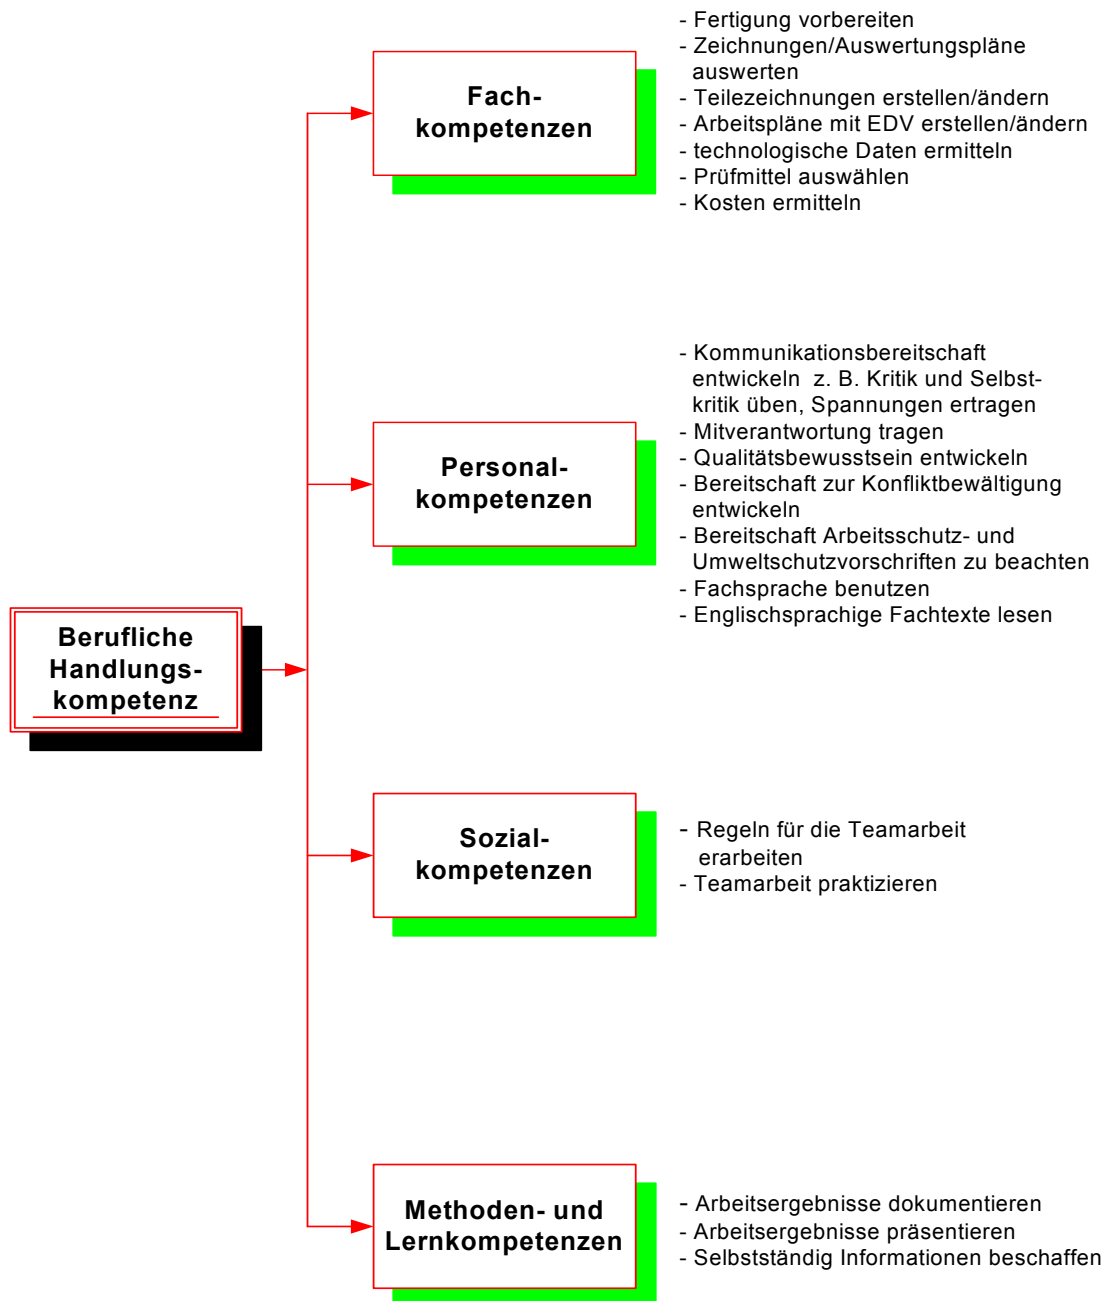 Berufliche
Handlungs-
kompetenz
Fach-
kompetenzen
- Fertigung vorbereiten
- Zeichnungen/Auswertungspläne
auswerten
- Teilezeichnungen erstellen/ändern
- Arbeitspläne mit EDV erstellen/ändern
- technologische Daten ermitteln
- Prüfmittel auswählen
- Kosten ermitteln
Personal-
kompetenzen
- Kommunikationsbereitschaft
entwickeln z. B. Kritik und Selbst-
kritik üben, Spannungen ertragen
- Mitverantwortung tragen
- Qualitätsbewusstsein entwickeln
- Bereitschaft zur Konfliktbewältigung
entwickeln
- Bereitschaft Arbeitsschutz- und
Umweltschutzvorschriften zu beachten
- Fachsprache benutzen
- Englischsprachige Fachtexte lesen
Sozial-
kompetenzen
- Regeln für die Teamarbeit
erarbeiten
- Teamarbeit praktizieren
Methoden- und
Lernkompetenzen
- Arbeitsergebnisse dokumentieren
- Arbeitsergebnisse präsentieren
- Selbstständig Informationen beschaffen